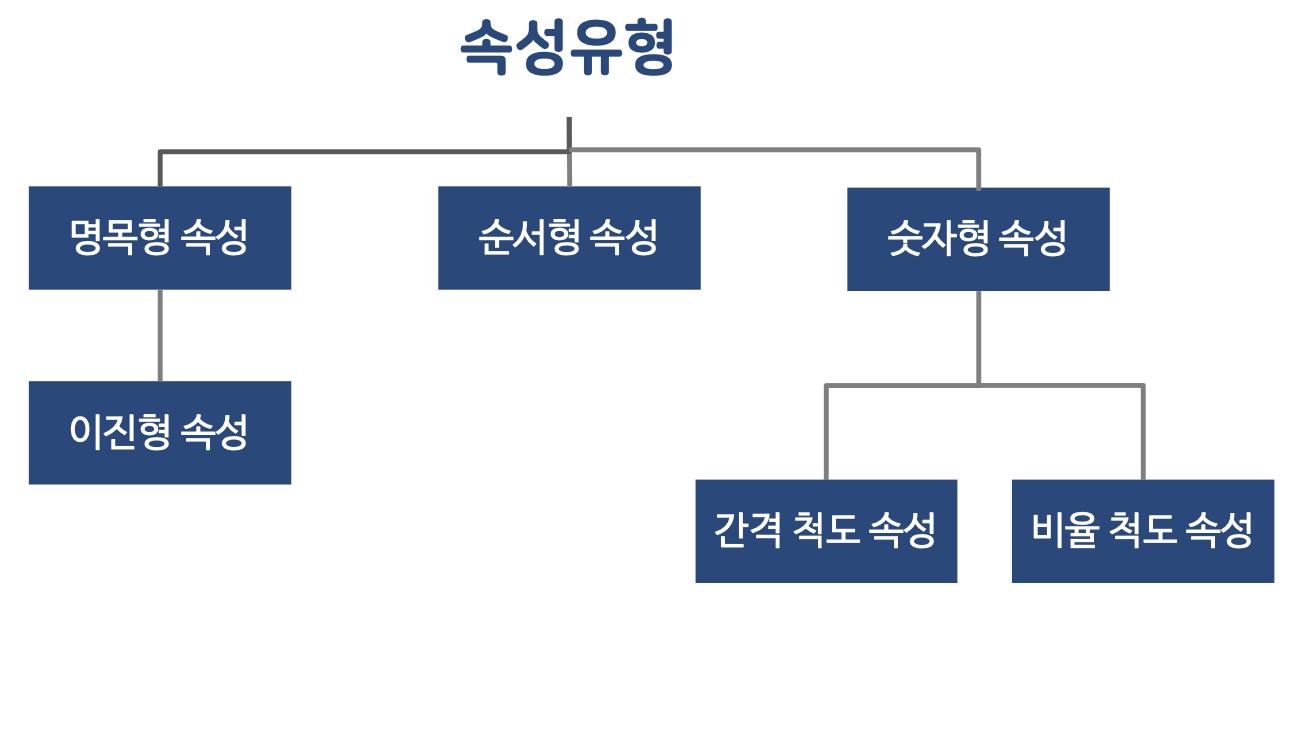 속성유형
명목형 속성
순서형 속성
숫자형 속성
이진형 속성
간격 척도 속성
비율 척도 속성